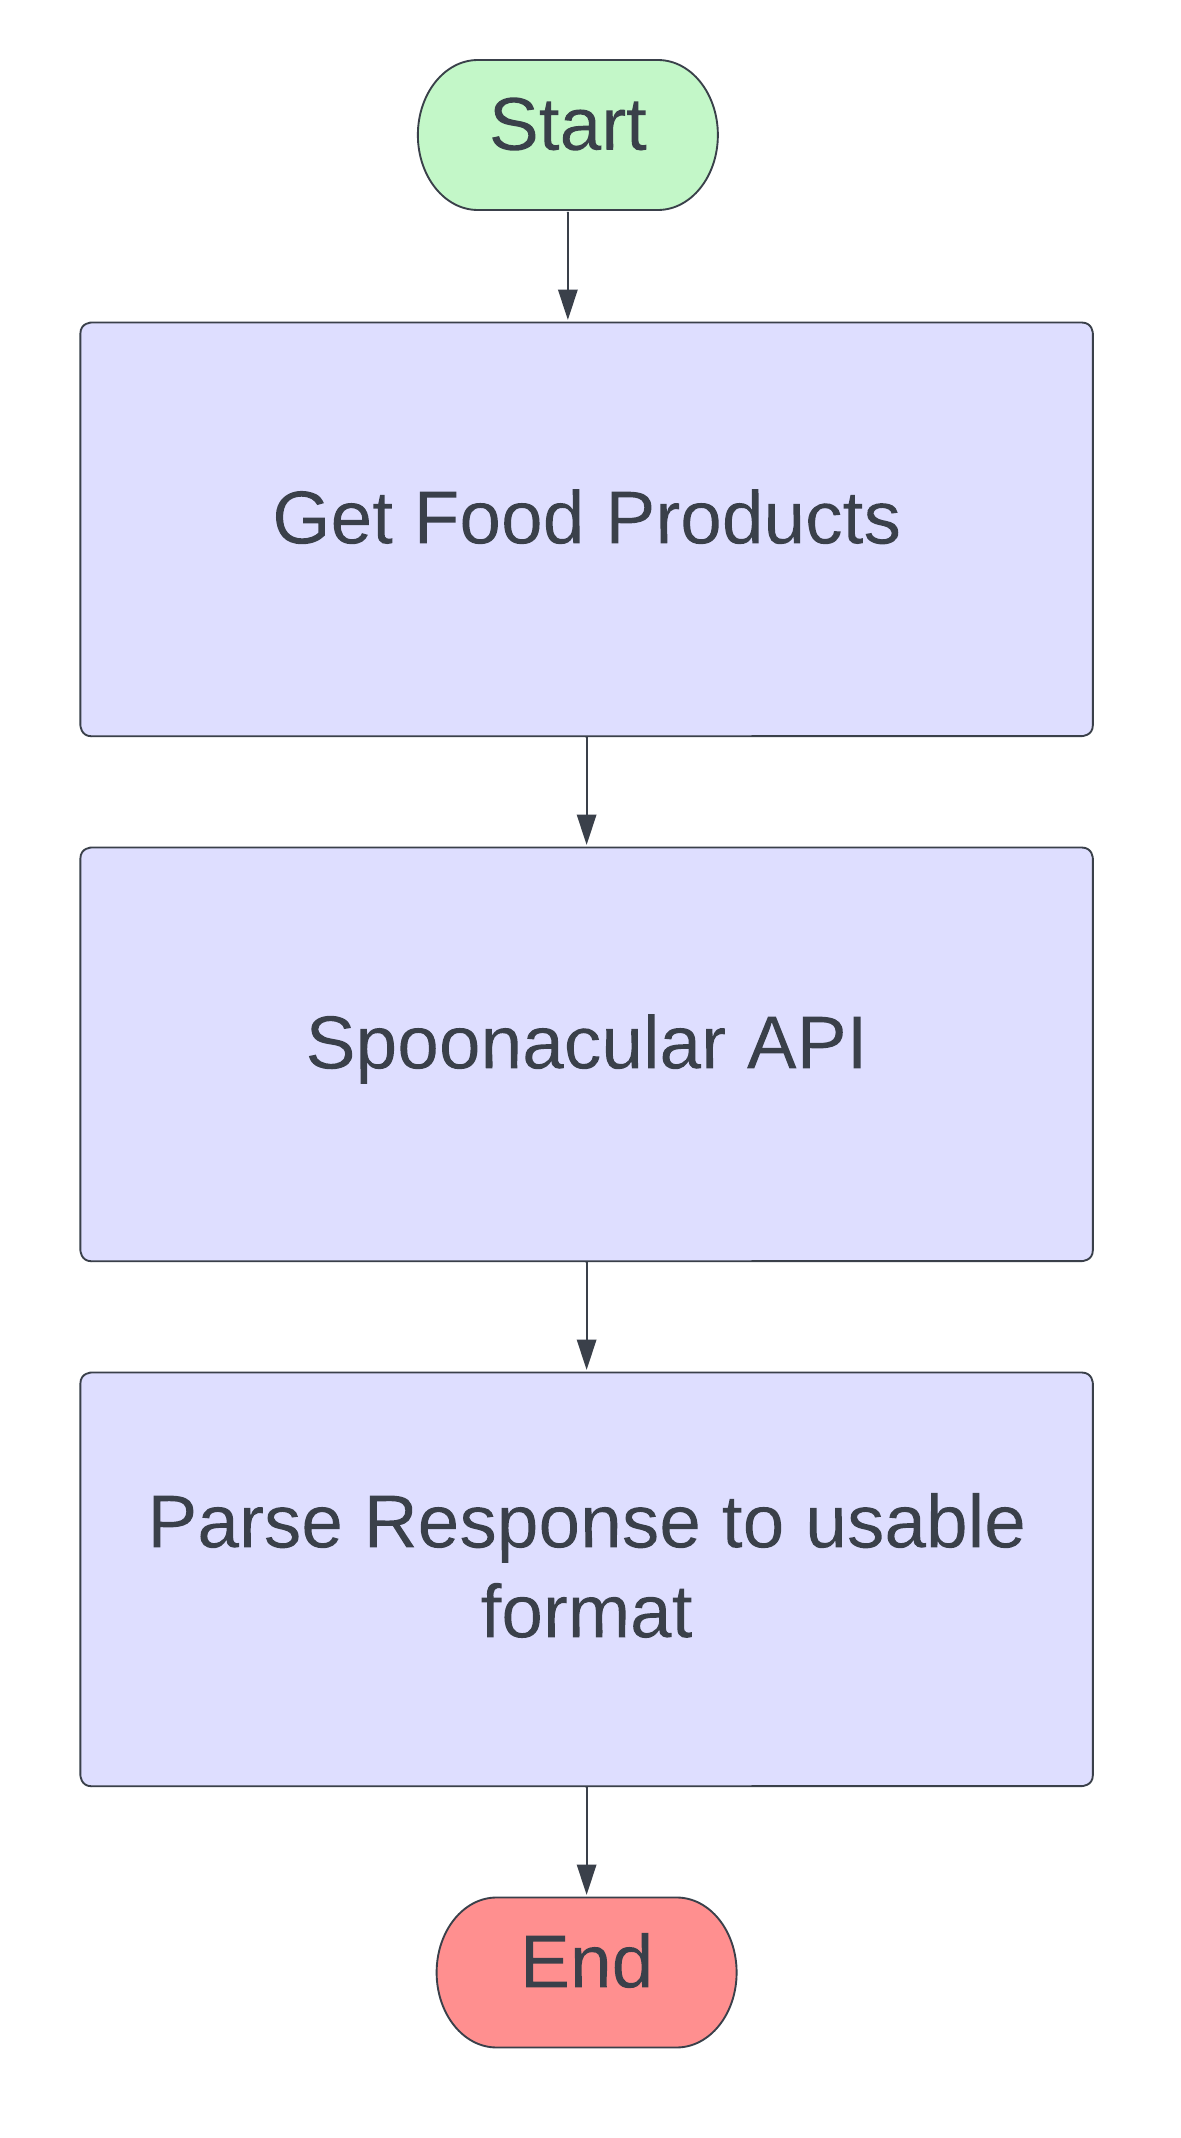 Start
Get Food Products
Spoonacular API
Parse Response to usable
format
End